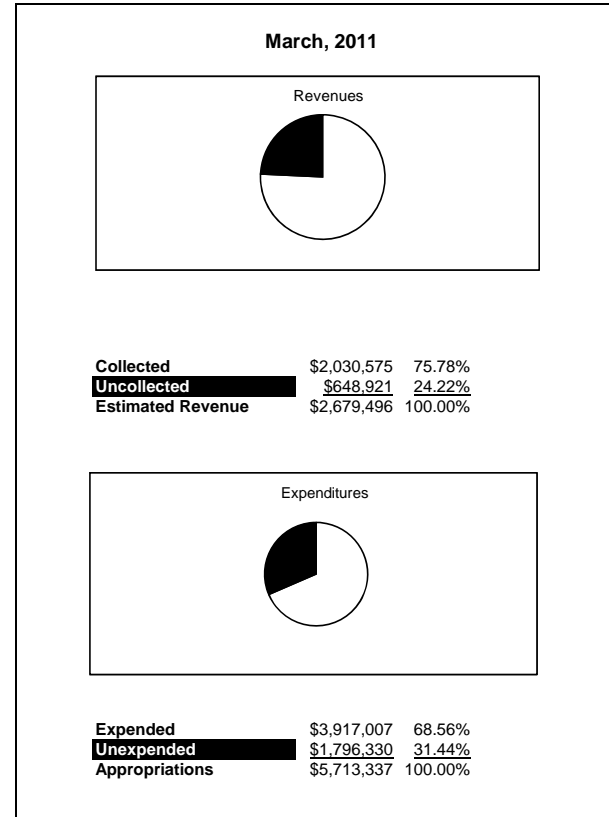 March, 2011
Revenues
Collected $2,030,575 75.78%
Uncollected $648,921 24.22%
Estimated Revenue $2,679,496 100.00%
Expenditures
Expended $3,917,007 68.56%
Unexpended $1,796,330 31.44%
Appropriations $5,713,337 100.00%